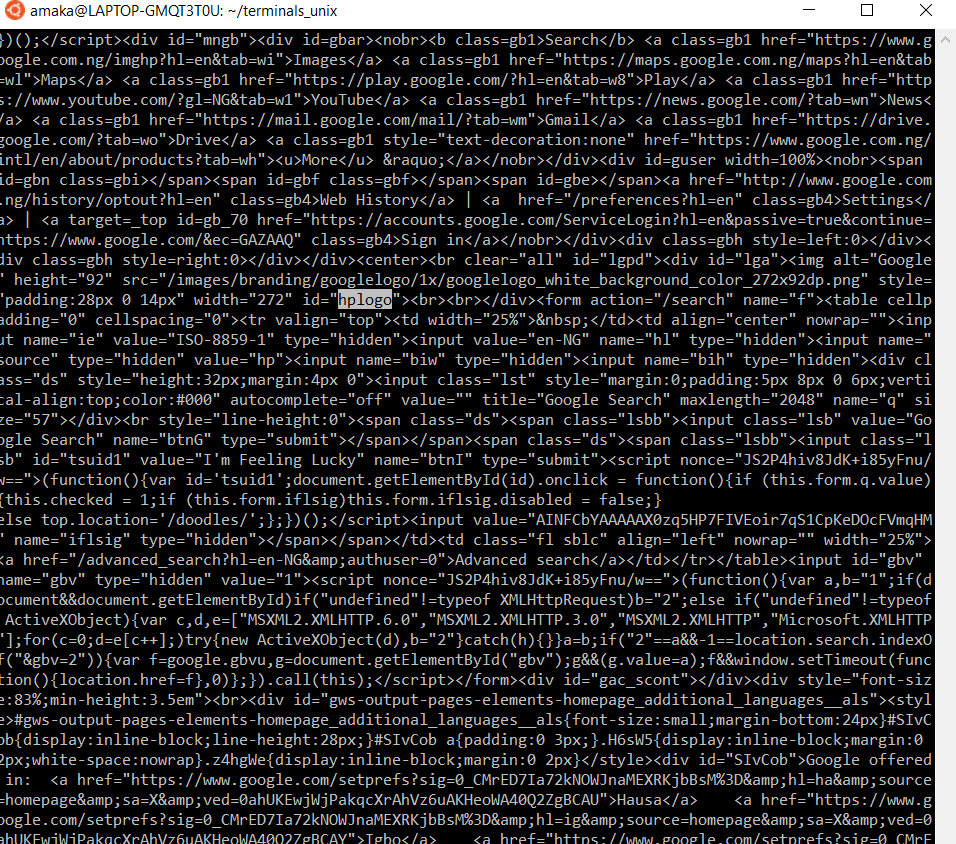 amaka@LAPTOP-GMQT3T0U: ~/terminals_unix
})();</script><div id="mngb"><div id=gbar><nobr><b class=gb1>Search</b> <a class=gb1 href="https://www.g
oogle.com.ng/imghp?hl=en&tab=wi">Images</a> <a class=gb1 href="https://maps.google.com.ng/maps?hl=en&tab
=wl">Maps</a> <a class=gb1 href="https://play.google.com/?hl=en&tab=w8">Play</a> <a class=gb1 href="http
s://www.youtube.com/?gl=NG&tab=w1">YouTube</a> <a class=gb1 href="https://news.google.com/?tab=wn">News<
/a> <a class=gb1 href="https://mail.google.com/mail/?tab=wm">Gmail</a> <a class=gb1 href="https://drive.
google.com/?tab=wo">Drive</a> <a class=gb1 style="text-decoration:none" href="https://www.google.com.ng/
intl/en/about/products?tab=wh"><u>More</u> &raquo;</a></nobr></div><div id=guser width=100%><nobr><span
id=gbn class=gbi></span><span id=gbf class=gbf></span><span id=gbe></span><a href="http://www.google.com
.ng/history/optout?hl=en" class=gb4>Web History</a> | <a  href="/preferences?hl=en" class=gb4>Settings</
a> | <a target=_top id=gb_70 href="https://accounts.google.com/ServiceLogin?hl=en&passive=true&continue=
https://www.google.com/&ec=GAZAAQ" class=gb4>Sign in</a></nobr></div><div class=gbh style=left:0></div><
div class=gbh style=right:0></div></div><center><br clear="all" id="lgpd"><div id="lga"><img alt="Google
" height="92" src="/images/branding/googlelogo/1x/googlelogo_white_background_color_272x92dp.png" style=
"padding:28px 0 14px" width="272" id="hplogo"><br><br></div><form action="/search" name="f"><table cellp
adding="0" cellspacing="0"><tr valign="top"><td width="25%">&nbsp;</td><td align="center" nowrap=""><inp
ut name="ie" value="ISO-8859-1" type="hidden"><input value="en-NG" name="hl" type="hidden"><input name="
source" type="hidden" value="hp"><input name="biw" type="hidden"><input name="bih" type="hidden"><div cl
ass="ds" style="height:32px;margin:4px 0"><input class="lst" style="margin:0;padding:5px 8px 0 6px;verti
cal-align:top;color:#000" autocomplete="off" value="" title="Google Search" maxlength="2048" name="q" si
ze="57"></div><br style="line-height:0"><span class="ds"><span class="lsbb"><input class="lsb" value="Go
ogle Search" name="btnG" type="submit"></span></span><span class="ds"><span class="lsbb"><input class="l
sb" id="tsuid1" value="I'm Feeling Lucky" name="btnI" type="submit"><script nonce="JS2P4hiv8JdK+i85yFnu/
w==">(function(){var id='tsuid1';document.getElementById(id).onclick = function(){if (this.form.q.value)
{this.checked = 1;if (this.form.iflsig)this.form.iflsig.disabled = false;}
else top.location='/doodles/';};})();</script><input value="AINFCbYAAAAAX0zq5HP7FIVEoir7qS1CpKeDOcFVmqHM
" name="iflsig" type="hidden"></span></span></td><td class="fl sblc" align="left" nowrap="" width="25%">
<a href="/advanced_search?hl=en-NG&amp;authuser=0">Advanced search</a></td></tr></table><input id="gbv"
name="gbv" type="hidden" value="1"><script nonce="JS2P4hiv8JdK+i85yFnu/w==">(function(){var a,b="1";if(d
ocument&&document.getElementById)if("undefined"!=typeof XMLHttpRequest)b="2";else if("undefined"!=typeof
ActiveXObject){var c,d,e=["MSXML2.XMLHTTP.6.0","MSXML2.XMLHTTP.3.0","MSXML2.XMLHTTP","Microsoft.XMLHTTP
"];for(c=0;d=e[c++];)try{new ActiveXObject(d),b="2"}catch(h){}}a=b;if("2"==a&&-1==location.search.indexO
f("&gbv=2")){var f=google.gbvu,g=document.getElementById("gbv");g&&(g.value=a);f&&window.setTimeout(func
tion(){location.href=f},0)};}).call(this);</script></form><div id="gac_scont"></div><div style="font-siz
e:83%;min-height:3.5em"><br><div id="gws-output-pages-elements-homepage_additional_languages__als"><styl
e>#gws-output-pages-elements-homepage_additional_languages__als{font-size:small;margin-bottom:24px}#SIvC
ob{display:inline-block;line-height:28px;}#SIvCob a{padding:0 3px;}.H6sW5{display:inline-block;margin:0
2px;white-space:nowrap}.z4hgWe{display:inline-block;margin:0 2px}</style><div id="SIvCob">Google offered
in:  <a href="https://www.google.com/setprefs?sig=0_CMrED7Ia72kNOWJnaMEXRKjbBsM%3D&amp;hl=ha&amp;source
=homepage&amp;sa=X&amp;ved=0ahUKEwjWjPakqcXrAhVz6uAKHeoWA40Q2ZgBCAU">Hausa</a>    <a href="https://www.g
oogle.com/setprefs?sig=0_CMrED7Ia72kNOWJnaMEXRKjbBsM%3D&amp;hl=ig&amp;source=homepage&amp;sa=X&amp;ved=0
ahUKEwjWjPakqcXrAhVz6uAKHeoWA40Q2ZgBCAY">Igbo</a>    <a href="https://www.google.com/setprefs?sig=0_CMrE